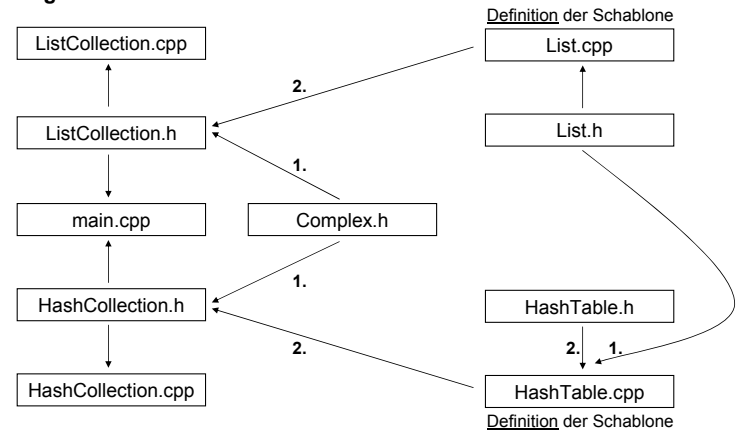 Definition der Schablone
ListCollection.cpp
List.cpp
2.
ListCollection.h
List.h
1.
main.cpp
Complex.h
1.
HashCollection.h
HashTable.h
2.
2. 1.
HashCollection.cpp
HashTable.cpp
Definition der Schablone